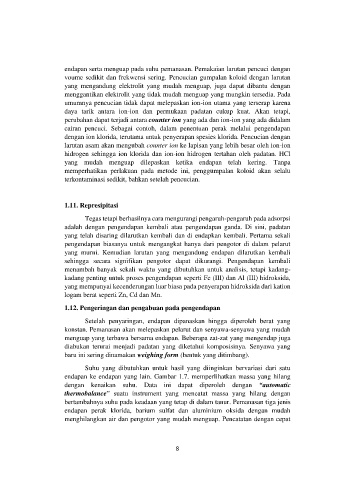 endapan serta menguap pada suhu pemanasan. Pemakaian larutan pencuci dengan
voume sedikit dan frekwensi sering. Pencucian gumpalan koloid dengan larutan
yang mengandung elektrolit yang mudah menguap, juga dapat dibantu dengan
menggantikan elektrolit yang tidak mudah menguap yang mungkin tersedia. Pada
umumnya pencucian tidak dapat melepaskan ion-ion utama yang terserap karena
daya tarik antara ion-ion dan permukaan padatan cukup kuat. Akan tetapi,
perubahan dapat terjadi antara counter ion yang ada dan ion-ion yang ada didalam
cairan pencuci. Sebagai contoh, dalam penentuan perak melalui pengendapan
dengan ion klorida, terutama untuk penyerapan spesies klorida. Pencucian dengan
larutan asam akan mengubah counter ion ke lapisan yang lebih besar oleh ion-ion
hidrogen sehingga ion klorida dan ion-ion hidrogen tertahan oleh padatan. HCl
yang mudah menguap dilepaskan ketika endapan telah kering. Tanpa
memperhatikan perlakuan pada metode ini, penggumpalan koloid akan selalu
terkontaminasi sedikit, bahkan setelah pencucian.
1.11. Represipitasi
Tegas tetapi berhasilnya cara mengurangi pengaruh-pengaruh pada adsorpsi
adalah dengan pengendapan kembali atau pengendapan ganda. Di sini, padatan
yang telah disaring dilarutkan kembali dan di endapkan kembali. Pertama sekali
pengendapan biasanya untuk mengangkat hanya dari pengotor di dalam pelarut
yang murni. Kemudian larutan yang mengandung endapan dilarutkan kembali
sehingga secara signifikan pengotor dapat dikurangi. Pengendapan kembali
menambah banyak sekali waktu yang dibutuhkan untuk analisis, tetapi kadang-
kadang penting untuk proses pengendapan seperti Fe (III) dan Al (III) hidroksida,
yang mempunyai kecenderungan luar biasa pada penyerapan hidroksida dari kation
logam berat seperti Zn, Cd dan Mn.
1.12. Pengeringan dan pengabuan pada pengendapan
Setelah penyaringan, endapan dipanaskan hingga diperoleh berat yang
konstan. Pemanasan akan melepaskan pelarut dan senyawa-senyawa yang mudah
menguap yang terbawa bersama endapan. Beberapa zat-zat yang mengendap juga
diabukan terurai menjadi padatan yang diketahui komposisinya. Senyawa yang
baru ini sering dinamakan weighing form (bentuk yang ditimbang).
Suhu yang dibutuhkan untuk hasil yang diinginkan bervariasi dari satu
endapan ke endapan yang lain. Gambar 1.7. memperlihatkan massa yang hilang
dengan kenaikan suhu. Data ini dapat diperoleh dengan “automatic
thermobalance” suatu instrument yang mencatat massa yang hilang dengan
bertambahnya suhu pada keadaan yang tetap di dalam tanur. Pemanasan tiga jenis
endapan perak klorida, barium sulfat dan aluminium oksida dengan mudah
menghilangkan air dan pengotor yang mudah menguap. Pencatatan dengan cepat
8